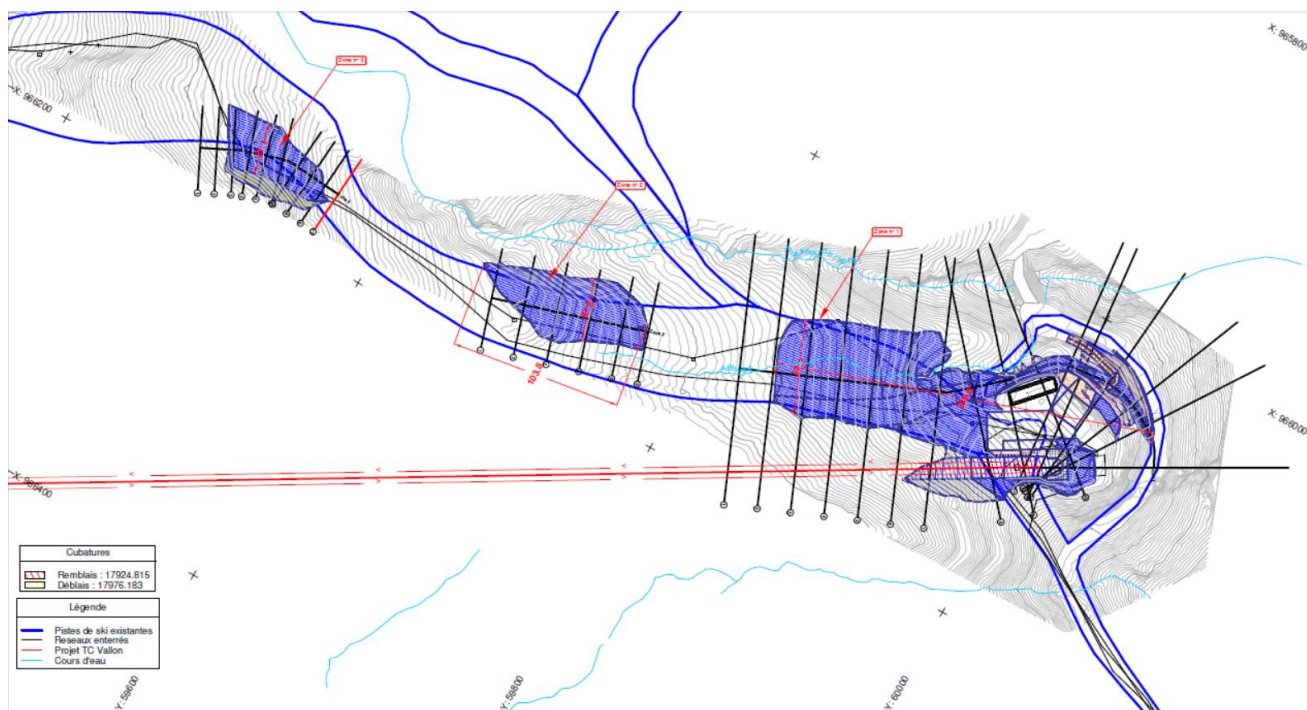 X: 965800
Zone n° 3
X: 966200
Zone n° 2
Zone n° 1
103.8
X: 966000
X: 966400
Cubatures
Remblais : 17924.815
Déblais : 17976.183
Légende
Pistes de ski existantes
Reseaux enterrés
Projet TC Vallon
Cours d'eau
Y: 59600
Y: 59800
Y: 60000